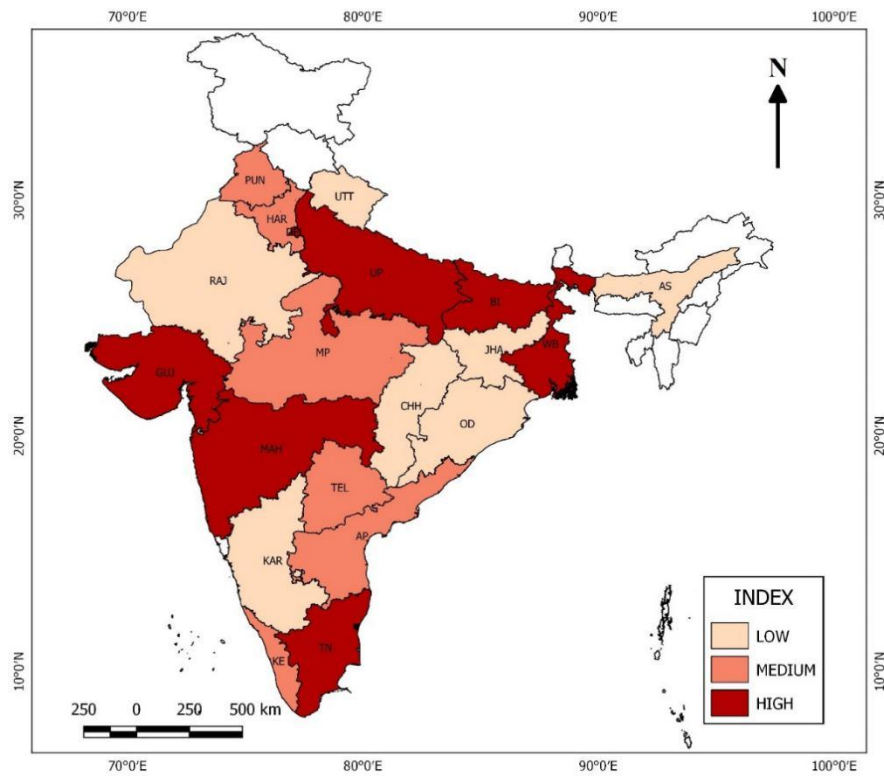 70°0'E 80°0'E 90°0'E 100°0'E
N
30°0'N 30°0'N
PUN
UTT
HAR
RAJ
UP
AS
BI
MP
JHA
WB
GUJ
CHH
OD
20°0'N 20°0'N
MAH
TEL
AP
KAR
INDEX
LOW
TN
KE
MEDIUM
10°0'N 10°0'N
HIGH
250 0 250 500 km
70°0'E 80°0'E 90°0'E 100°0'E